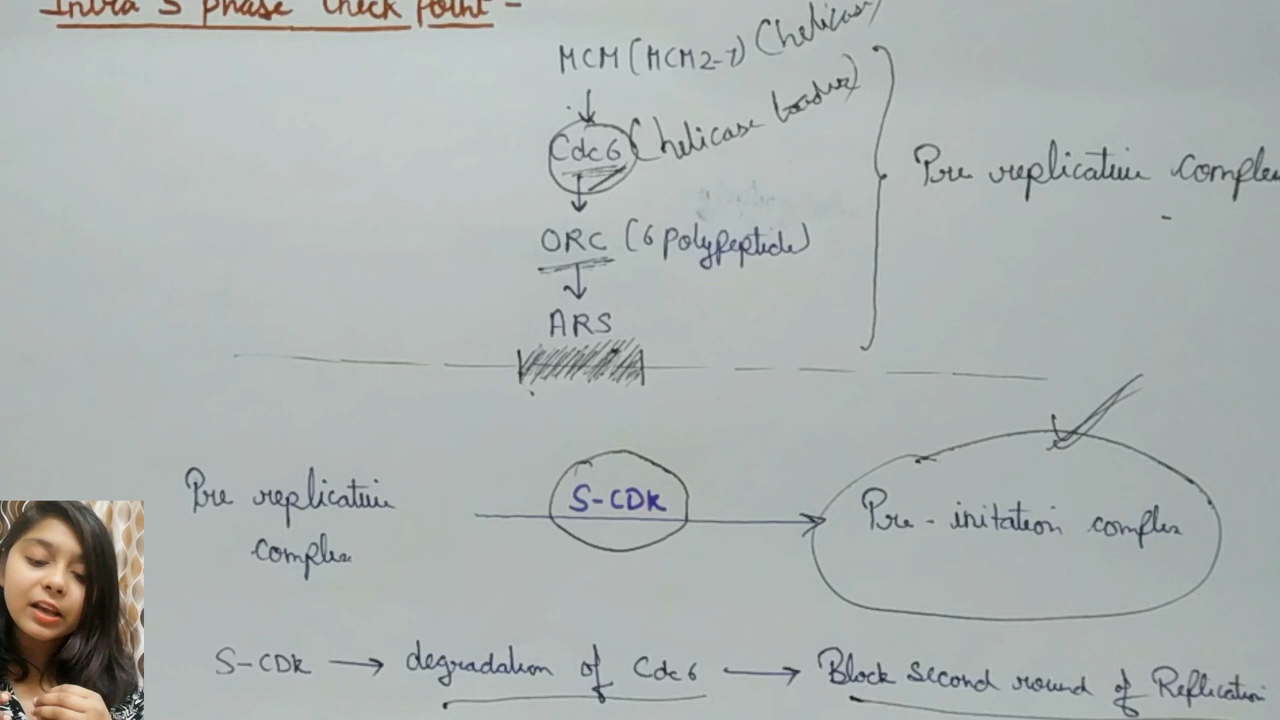 Intra S phase Check point -
MCM (MCM2-7) (helicase)
Cdc6 (helicase loader)
ORC (6 polypeptide)
Pre replication complex
ARS
Pre replication
complex
S-CDK
Pre-initation complex
S-CDK → degradation of Cdc6 → Block second round of Replication